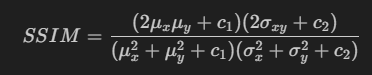 SSIM = \frac{(2\mu_x\mu_y + c_1)(2\sigma_{xy} + c_2)}{(\mu_x^2 + \mu_y^2 + c_1)(\sigma_x^2 + \sigma_y^2 + c_2)}